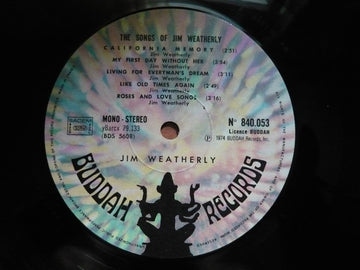 THE SONGS OF JIM WEATHERLY
CALIFORNIA MEMORY (2:51)
Jim Weatherly
MY FIRST DAY WITHOUT HER (2:54)
Jim Weatherly
LIVING FOR EVERYMAN'S DREAM (3:11)
Jim Weatherly
LIKE OLD TIMES AGAIN (2:49)
Jim Weatherly
ROSES AND LOVE SONGS (3:16)
Jim Weatherly
SACEM
MONO - STEREO
(BDS 5608)
N° 840.053
Licence BUDDAH
℗ 1974 BUDDAH Records, Inc.
JIM WEATHERLY
BUDDAH RECORDS